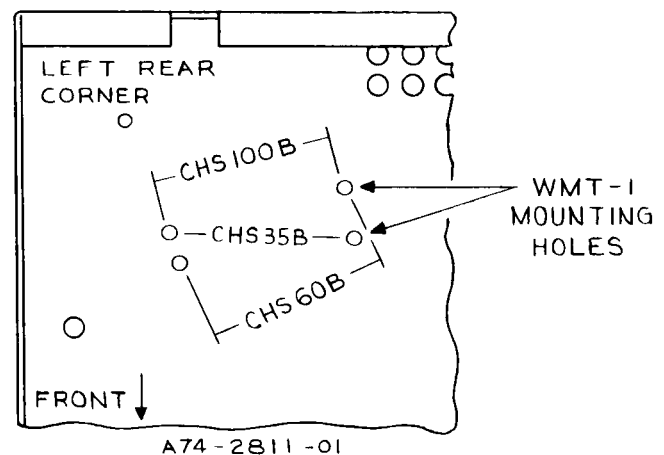 LEFT REAR
CORNER
CHS100B
CHS35B
CHS60B
WMT-1
MOUNTING
HOLES
FRONT
A74-2811-01